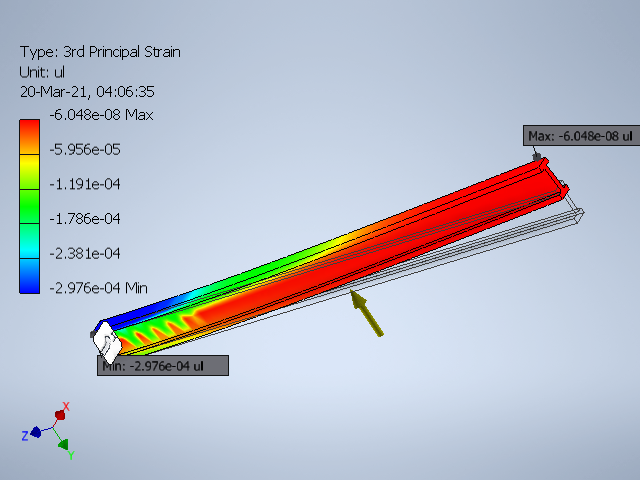 Type: 3rd Principal Strain
Unit: ul
20-Mar-21, 04:06:35
-6.048e-08 Max
-5.956e-05
-1.191e-04
-1.786e-04
-2.381e-04
-2.976e-04 Min
Max: -6.048e-08 ul
Min: -2.976e-04 ul
X
Z
Y